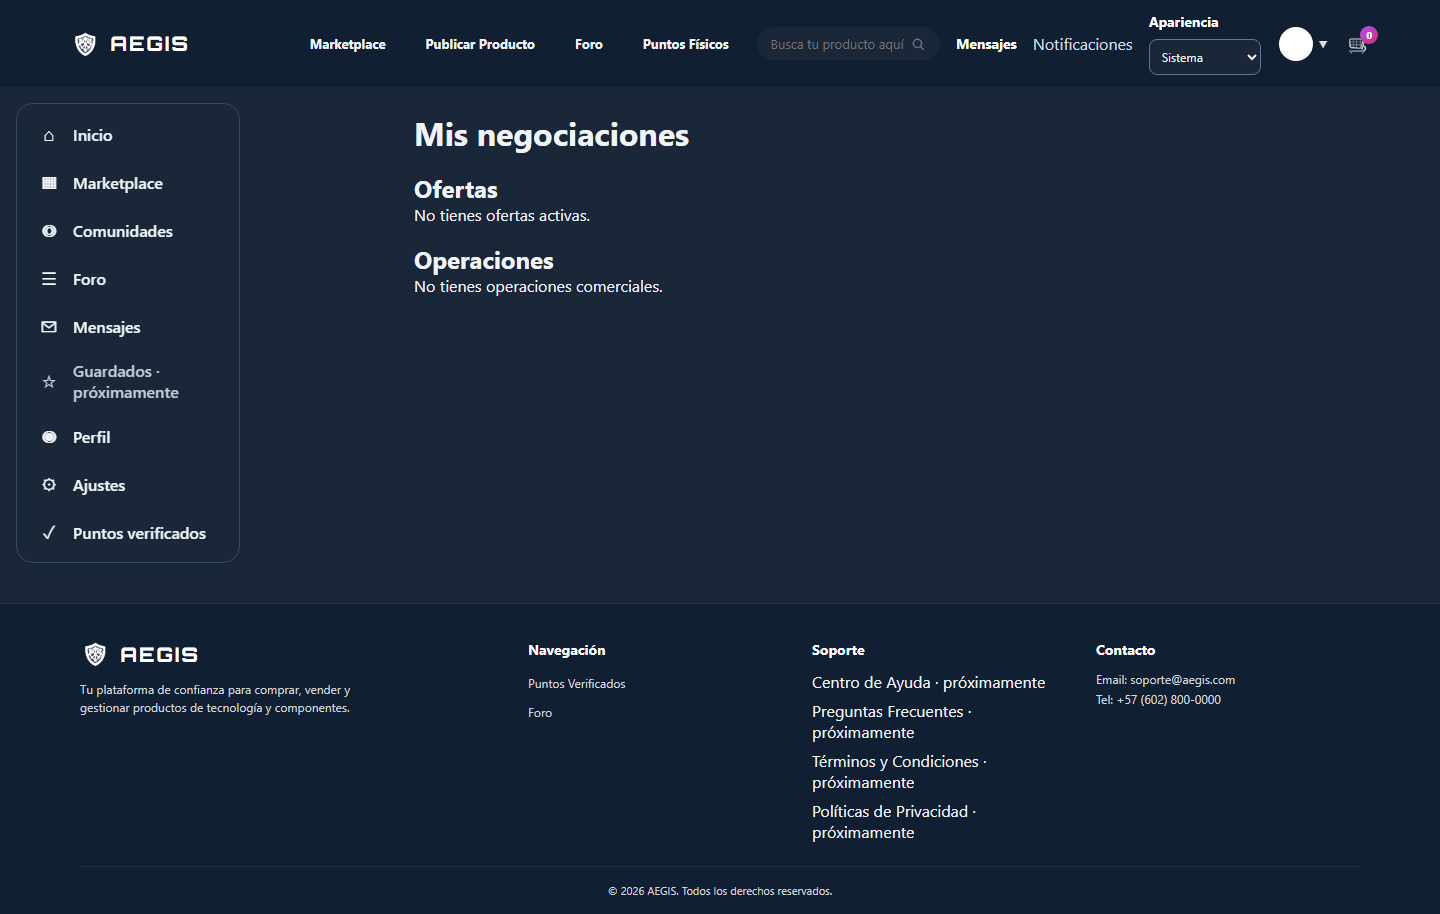 AEGIS
Marketplace
Publicar Producto
Foro
Puntos Físicos
Busca tu producto aquí
Mensajes
Notificaciones
Apariencia
Sistema
0
Inicio
Marketplace
Comunidades
Foro
Mensajes
Guardados ·
próximamente
Perfil
Ajustes
Puntos verificados
Mis negociaciones
Ofertas
No tienes ofertas activas.
Operaciones
No tienes operaciones comerciales.
AEGIS
Tu plataforma de confianza para comprar, vender y
gestionar productos de tecnología y componentes.
Navegación
Puntos Verificados
Foro
Soporte
Centro de Ayuda · próximamente
Preguntas Frecuentes ·
próximamente
Términos y Condiciones ·
próximamente
Políticas de Privacidad ·
próximamente
Contacto
Email: soporte@aegis.com
Tel: +57 (602) 800-0000
© 2026 AEGIS. Todos los derechos reservados.